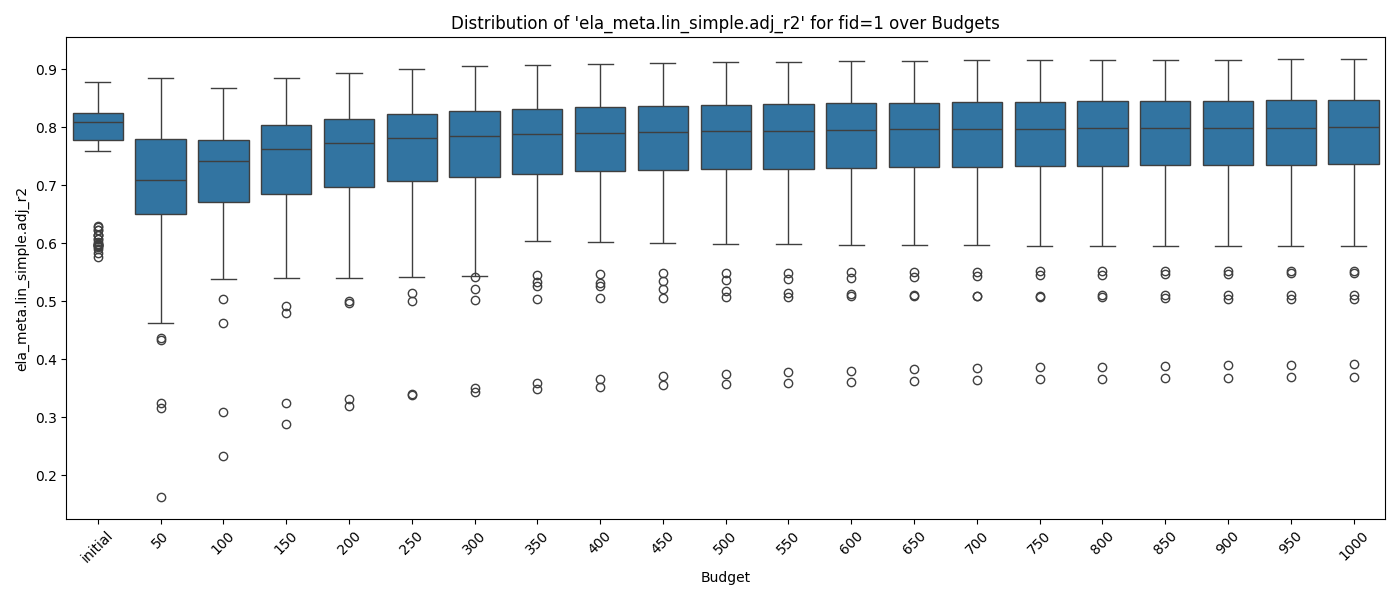 Distribution of 'ela_meta.lin_simple.adj_r2' for fid=1 over Budgets
ela_meta.lin_simple.adj_r2
0.9
0.8
0.7
0.6
0.5
0.4
0.3
0.2
initial 50 100 150 200 250 300 350 400 450 500 550 600 650 700 750 800 850 900 950 1000
Budget